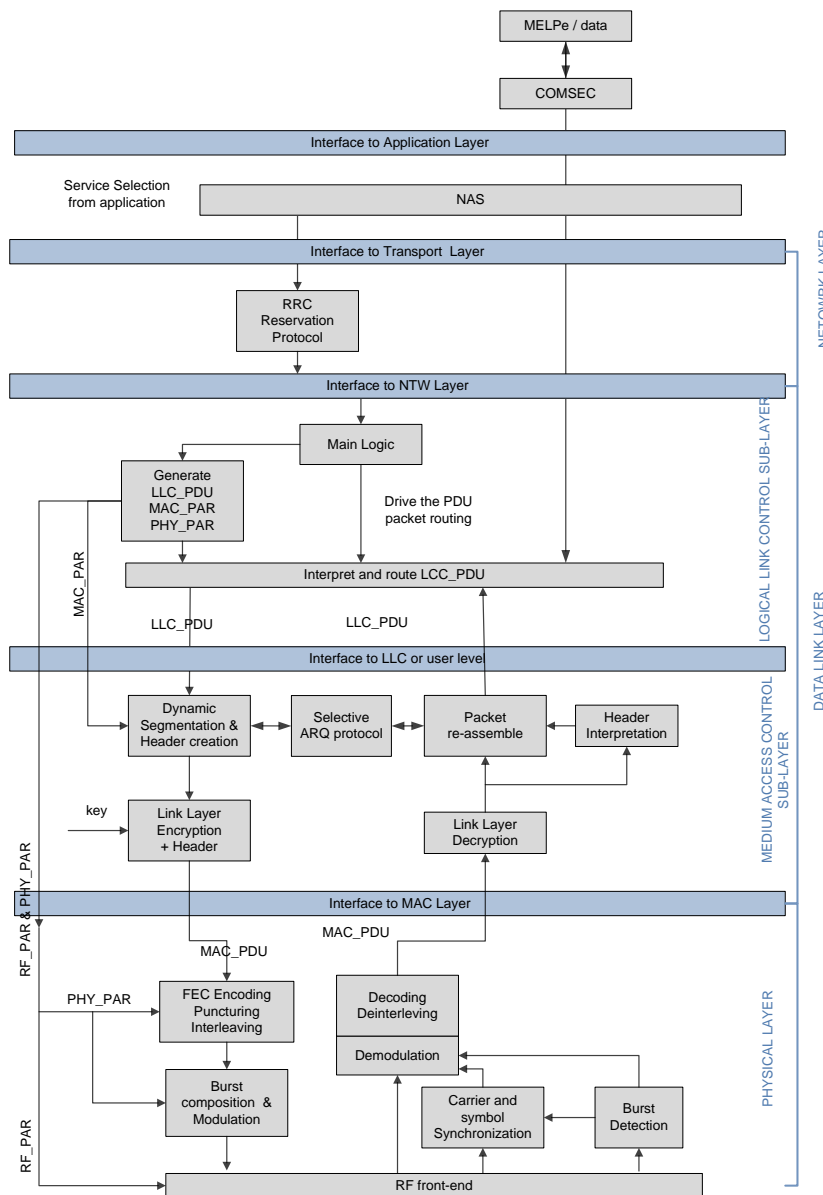 MELPe / data
COMSEC
Interface to Application Layer
Service Selection
from application
NAS
Interface to Transport Layer
NETOWRK LAYER
RRC
Reservation
Protocol
Interface to NTW Layer
Main Logic
Generate
LLC_PDU
MAC_PAR
PHY_PAR
Drive the PDU
packet routing
MAC_PAR
Interpret and route LCC_PDU
LOGICAL LINK CONTROL SUB-LAYER
LLC_PDU
LLC_PDU
DATA LINK LAYER
Interface to LLC or user level
Dynamic
Segmentation &
Header creation
Selective
ARQ protocol
Packet
re-assemble
Header
Interpretation
MEDIUM ACCESS CONTROL
SUB-LAYER
key
Link Layer
Encryption
+ Header
Link Layer
Decryption
RF_PAR & PHY_PAR
Interface to MAC Layer
MAC_PDU
MAC_PDU
PHY_PAR
FEC Encoding
Puncturing
Interleaving
Decoding
Deinterleving
Demodulation
PHYSICAL LAYER
Burst
composition &
Modulation
Carrier and
symbol
Synchronization
Burst
Detection
RF_PAR
RF front-end